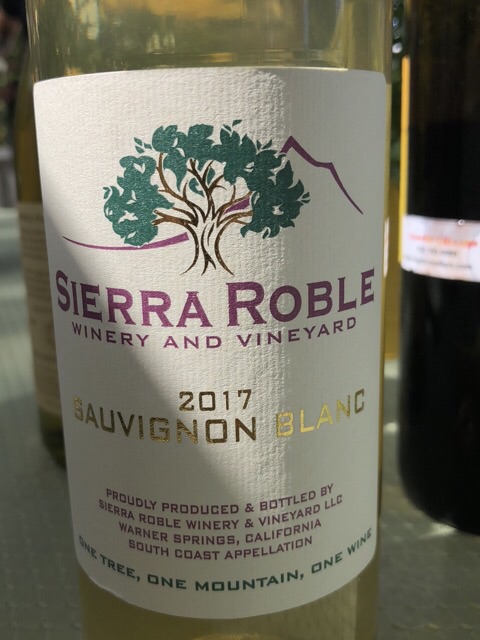 SIERRA ROBLE
WINERY AND VINEYARD
2017
SAUVIGNON BLANC
PROUDLY PRODUCED & BOTTLED BY
SIERRA ROBLE WINERY & VINEYARD LLC
WARNER SPRINGS, CALIFORNIA
SOUTH COAST APPELLATION
ONE TREE, ONE MOUNTAIN, ONE WINE